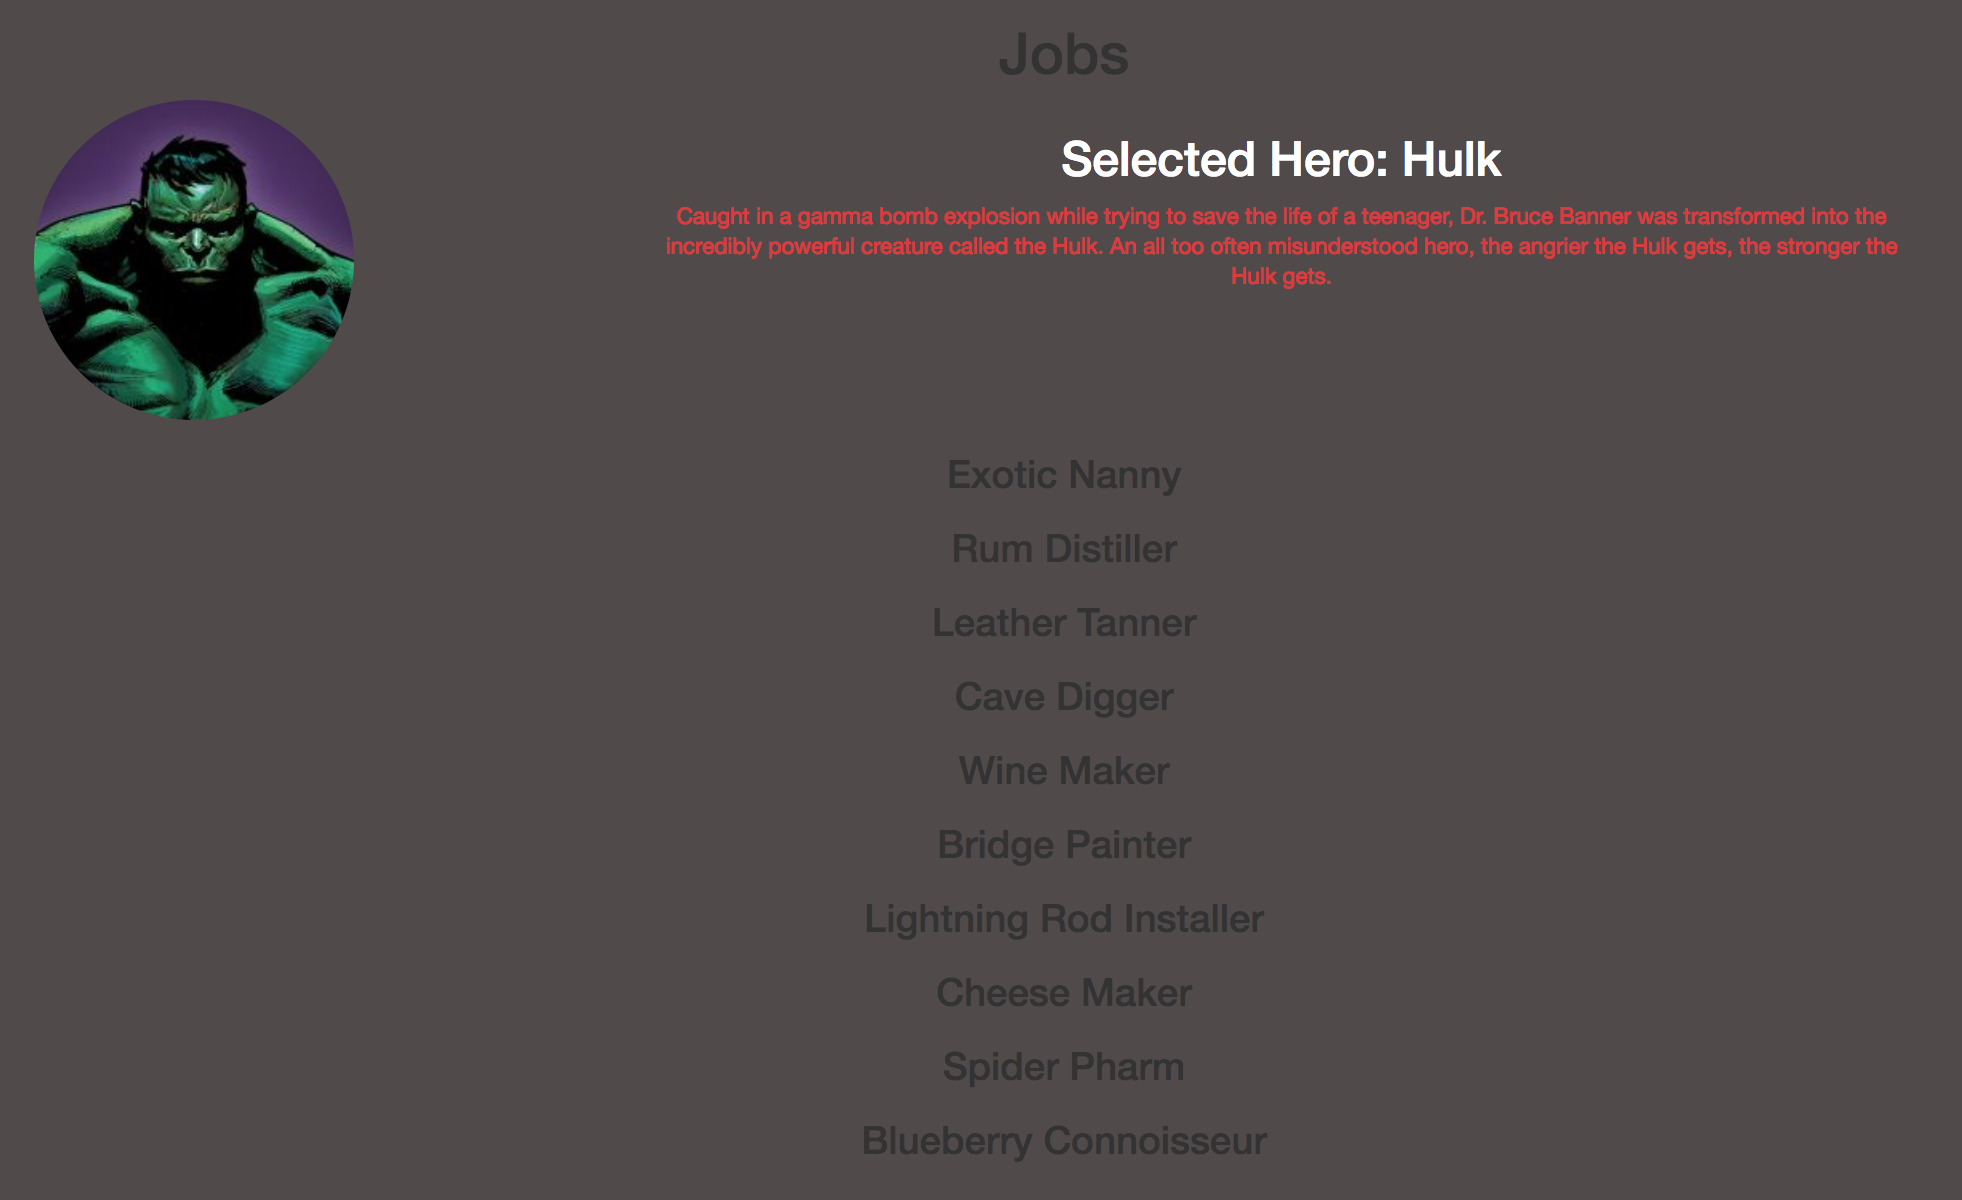 Jobs
Selected Hero: Hulk
Caught in a gamma bomb explosion while trying to save the life of a teenager, Dr. Bruce Banner was transformed into the
incredibly powerful creature called the Hulk. An all too often misunderstood hero, the angrier the Hulk gets, the stronger the
Hulk gets.
Exotic Nanny
Rum Distiller
Leather Tanner
Cave Digger
Wine Maker
Bridge Painter
Lightning Rod Installer
Cheese Maker
Spider Pharm
Blueberry Connoisseur